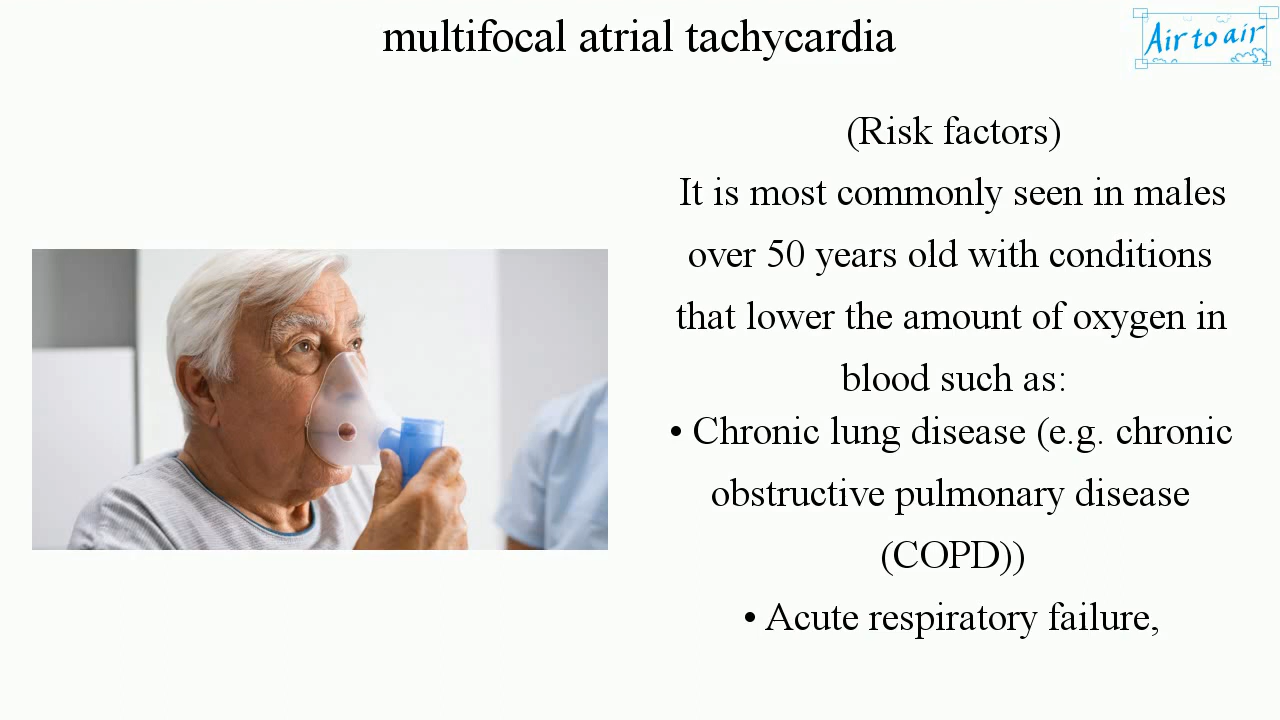 multifocal atrial tachycardia
Air to air
(Risk factors)
It is most commonly seen in males
over 50 years old with conditions
that lower the amount of oxygen in
blood such as:
• Chronic lung disease (e.g. chronic
obstructive pulmonary disease
(COPD))
• Acute respiratory failure,